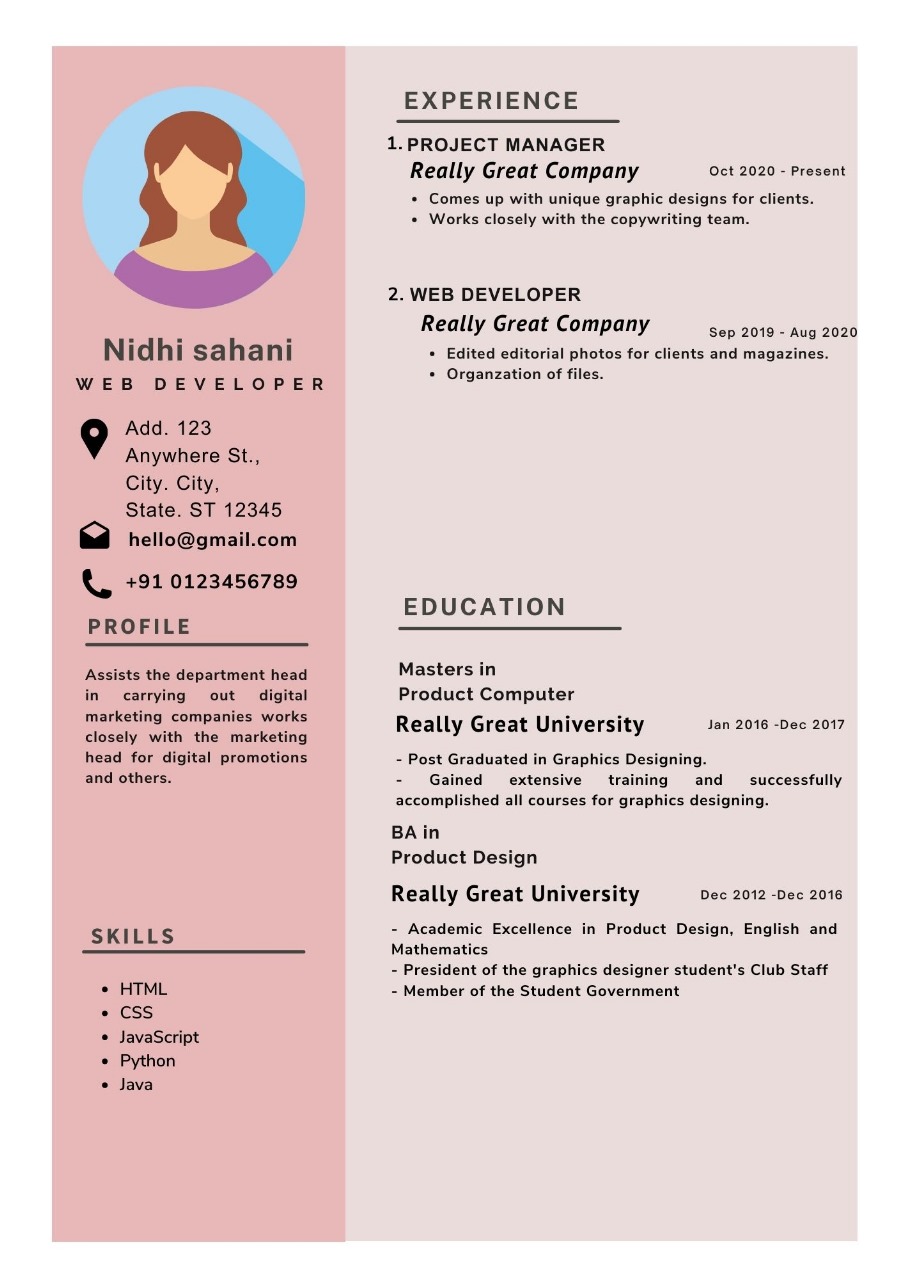 Nidhi sahani
WEB DEVELOPER
Add. 123
Anywhere St.,
City. City,
State. ST 12345
hello@gmail.com
+91 0123456789
PROFILE
Assists the department head
in carrying out digital
marketing companies works
closely with the marketing
head for digital promotions
and others.
SKILLS
• HTML
• CSS
• JavaScript
• Python
• Java
EXPERIENCE
1. PROJECT MANAGER
Really Great Company Oct 2020 - Present
• Comes up with unique graphic designs for clients.
• Works closely with the copywriting team.
2. WEB DEVELOPER
Really Great Company Sep 2019 - Aug 2020
• Edited editorial photos for clients and magazines.
• Organzation of files.
EDUCATION
Masters in
Product Computer
Really Great University Jan 2016 -Dec 2017
- Post Graduated in Graphics Designing.
- Gained extensive training and successfully
accomplished all courses for graphics designing.
BA in
Product Design
Really Great University Dec 2012 -Dec 2016
- Academic Excellence in Product Design, English and
Mathematics
- President of the graphics designer student's Club Staff
- Member of the Student Government